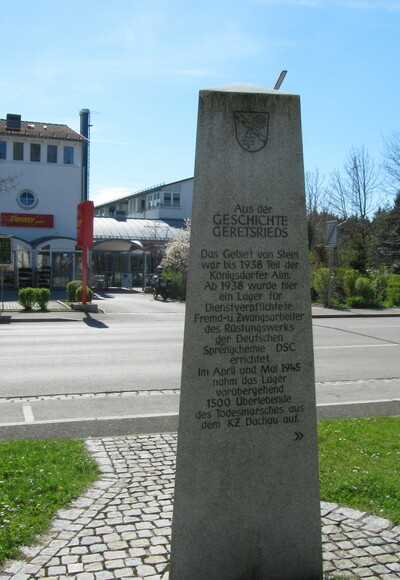 Aus der
GESCHICHTE
GERETSRIEDS
Das Gebiet von Stein
war bis 1938 Teil der
Königsdorfer Alm.
Ab 1938 wurde hier
ein Lager für
Dienstverpflichtete,
Fremd-u. Zwangsarbeiter
des Rüstungswerks
der Deutschen
Sprengchemie DSC
errichtet.
Im April und Mai 1945
nahm das Lager
vorübergehend
1500 Überlebende
des Todesmarsches aus
dem KZ Dachau auf.
»